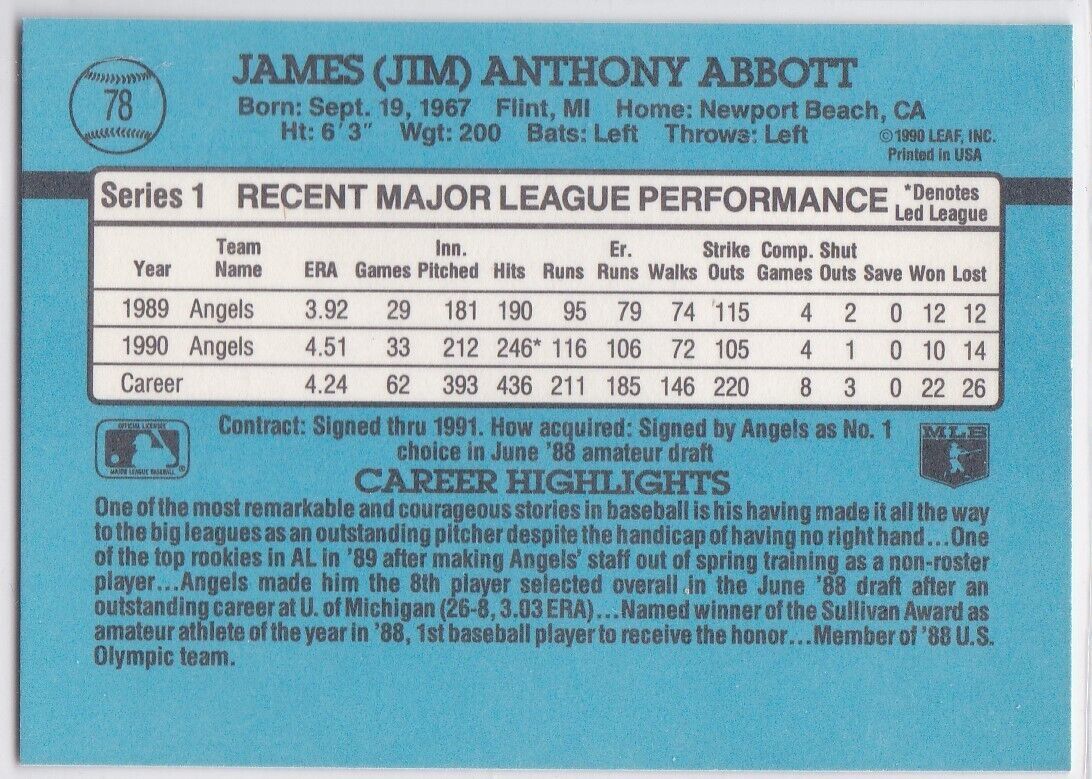 78
JAMES (JIM) ANTHONY ABBOTT
Born: Sept. 19, 1967 Flint, MI Home: Newport Beach, CA
Ht: 6'3" Wgt: 200 Bats: Left Throws: Left
©1990 LEAF, INC.
Printed in USA
Series 1 RECENT MAJOR LEAGUE PERFORMANCE *Denotes Led League
Year Team Name ERA Games Inn. Pitched Hits Runs Er. Runs Walks Strike Outs Comp. Games Shut Outs Save Won Lost
1989 Angels 3.92 29 181 190 95 79 74 115 4 2 0 12 12
1990 Angels 4.51 33 212 246* 116 106 72 105 4 1 0 10 14
Career 4.24 62 393 436 211 185 146 220 8 3 0 22 26
OFFICIAL LICENSEE
MAJOR LEAGUE BASEBALL
®
Contract: Signed thru 1991. How acquired: Signed by Angels as No. 1
choice in June '88 amateur draft
MLB
CAREER HIGHLIGHTS
One of the most remarkable and courageous stories in baseball is his having made it all the way
to the big leagues as an outstanding pitcher despite the handicap of having no right hand...One
of the top rookies in AL in '89 after making Angels' staff out of spring training as a non-roster
player...Angels made him the 8th player selected overall in the June '88 draft after an
outstanding career at U. of Michigan (26-8, 3.03 ERA)...Named winner of the Sullivan Award as
amateur athlete of the year in '88, 1st baseball player to receive the honor...Member of '88 U.S.
Olympic team.